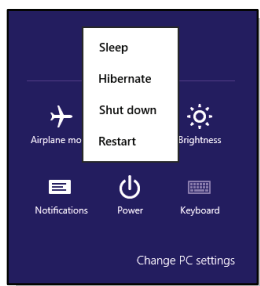 Sleep
Hibernate
Shut down
Restart
Airplane mo
Brightness
Notifications
Power
Keyboard
Change PC settings